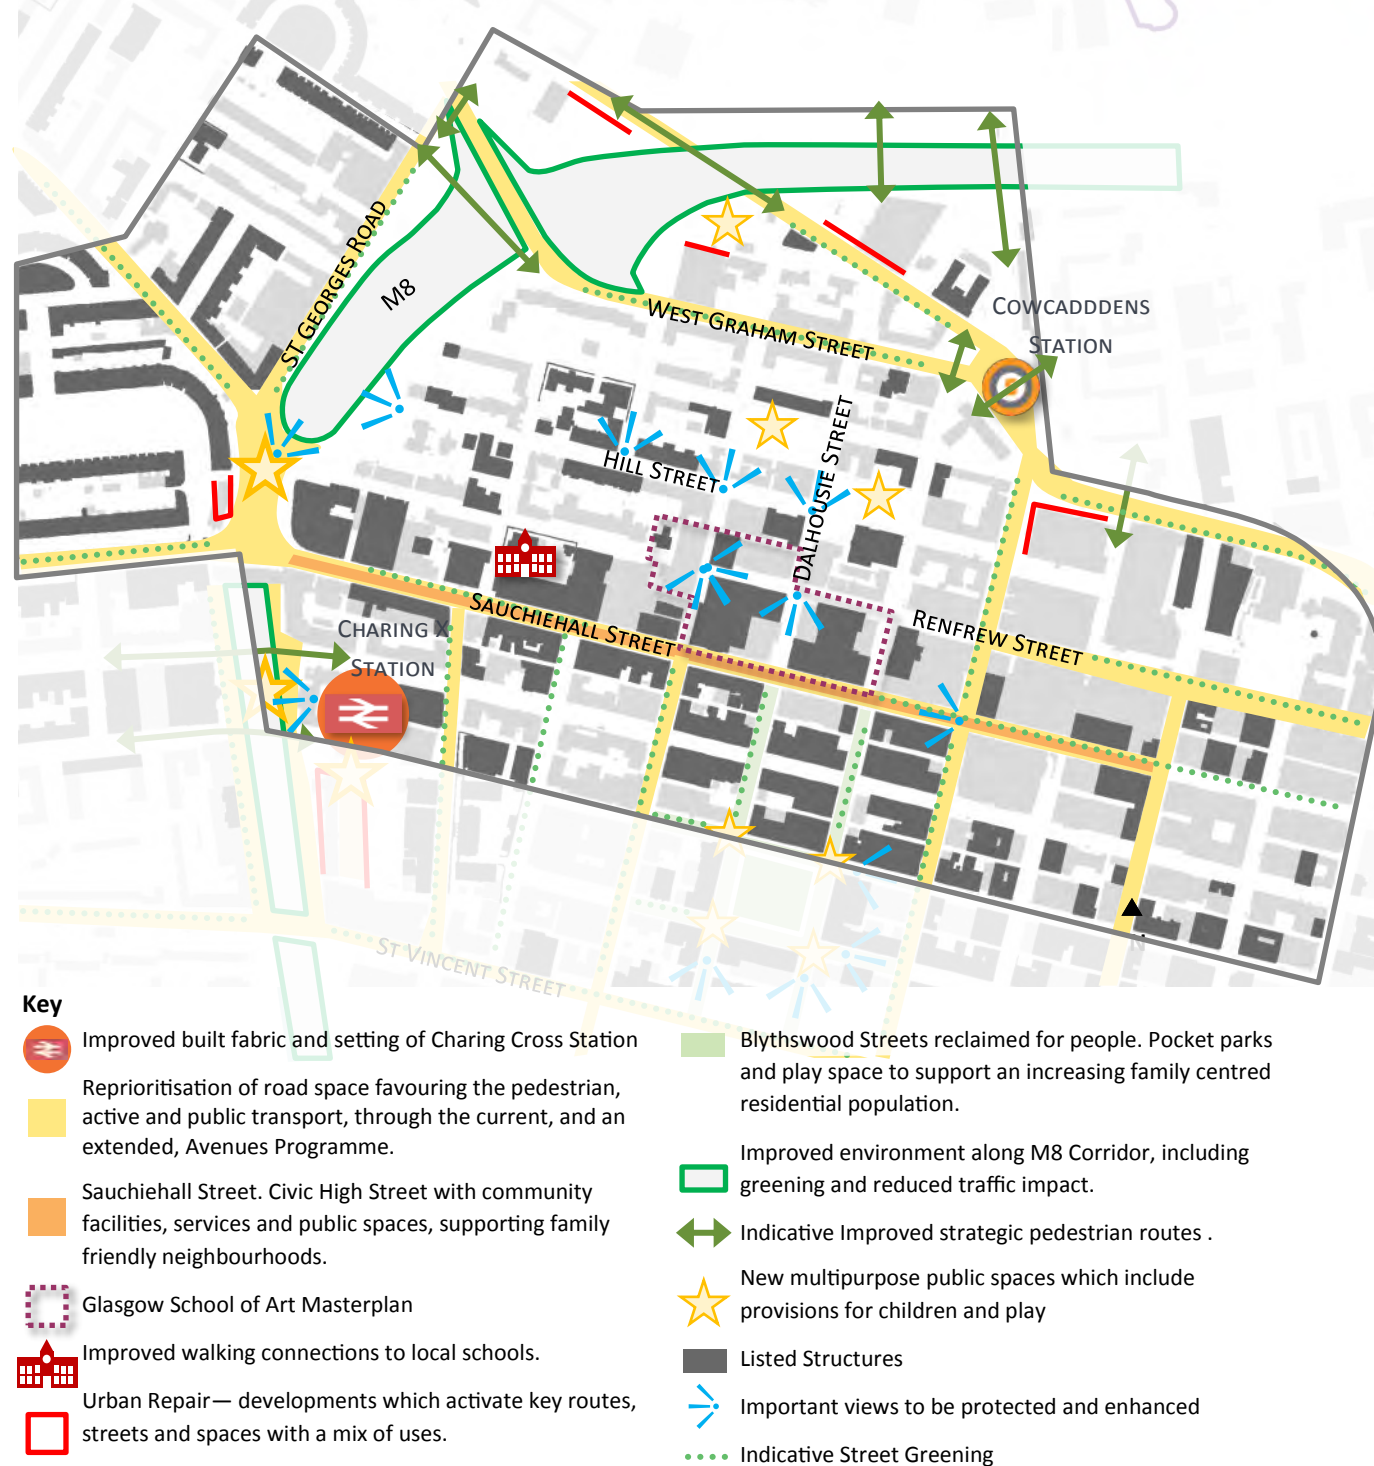 ST GEORGES ROAD
M8
WEST GRAHAM STREET
COWCADDDENS
STATION
HILL STREET
DALHOUSIE STREET
SAUCHIEHALL STREET
RENFREW STREET
CHARING X
STATION
N
ST VINCENT STREET
Key
Improved built fabric and setting of Charing Cross Station
Reprioritisation of road space favouring the pedestrian,
active and public transport, through the current, and an
extended, Avenues Programme.
Sauchiehall Street. Civic High Street with community
facilities, services and public spaces, supporting family
friendly neighbourhoods.
Glasgow School of Art Masterplan
Improved walking connections to local schools.
Urban Repair— developments which activate key routes,
streets and spaces with a mix of uses.
Blythswood Streets reclaimed for people. Pocket parks
and play space to support an increasing family centred
residential population.
Improved environment along M8 Corridor, including
greening and reduced traffic impact.
Indicative Improved strategic pedestrian routes .
New multipurpose public spaces which include
provisions for children and play
Listed Structures
Important views to be protected and enhanced
Indicative Street Greening